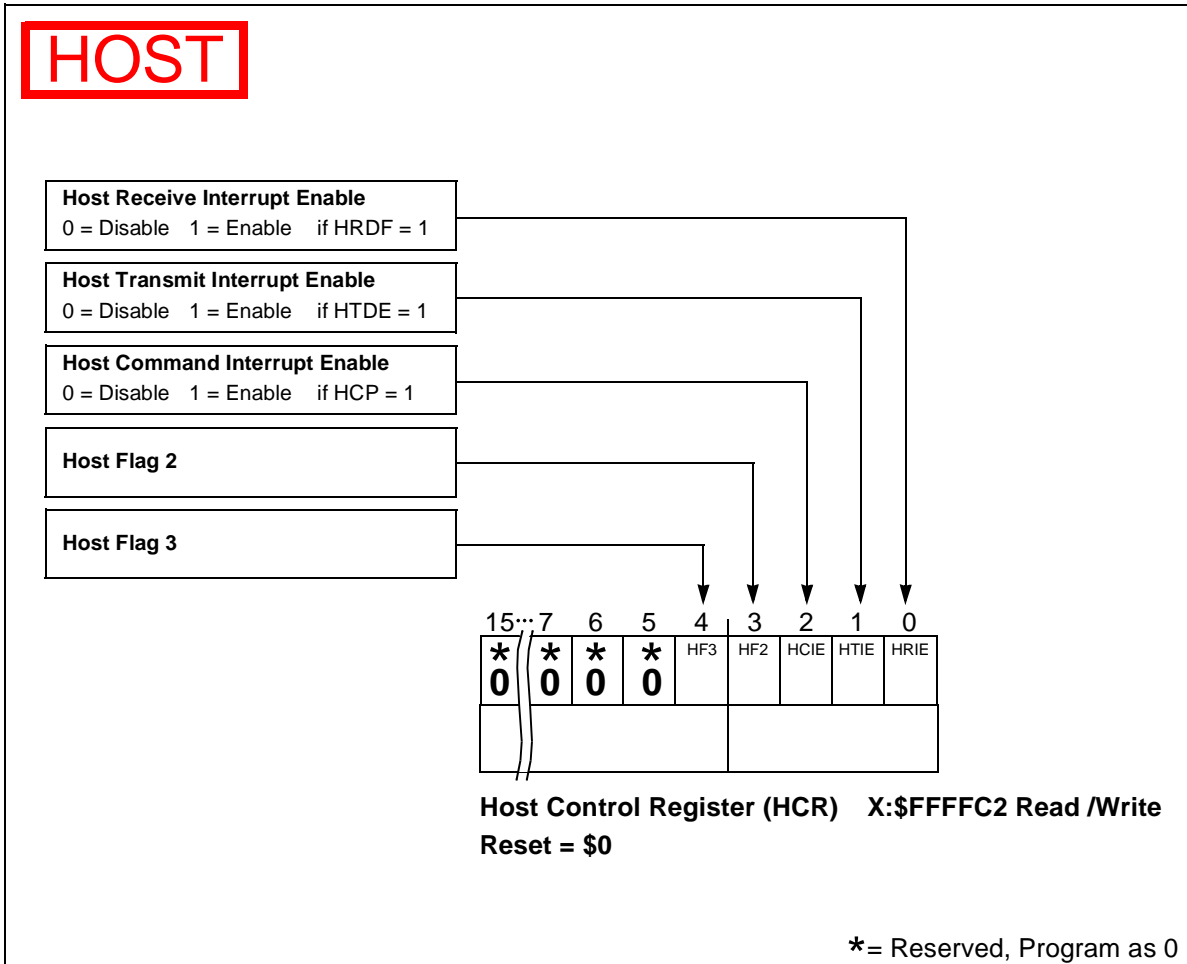 HOST
Host Receive Interrupt Enable
0 = Disable 1 = Enable if HRDF = 1
Host Transmit Interrupt Enable
0 = Disable 1 = Enable if HTDE = 1
Host Command Interrupt Enable
0 = Disable 1 = Enable if HCP = 1
Host Flag 2
Host Flag 3
15 ··· 7 6 5 4 3 2 1 0
* * * * HF3 HF2 HCIE HTIE HRIE
0 0 0 0
Host Control Register (HCR) X:$FFFFC2 Read /Write
Reset = $0
* = Reserved, Program as 0